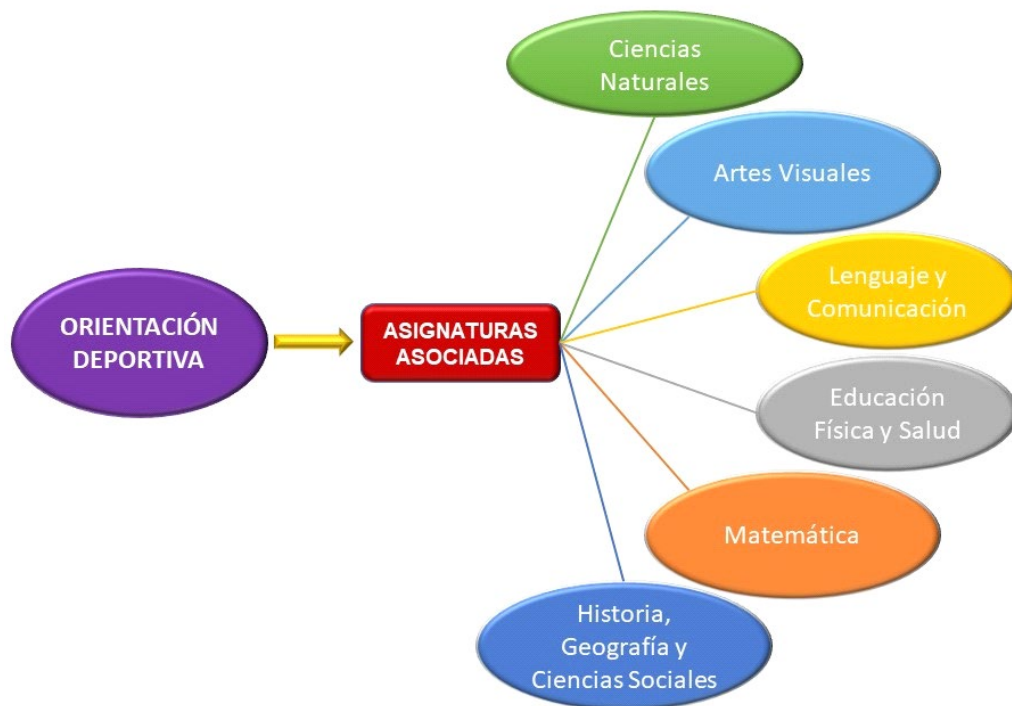 Ciencias
Naturales
Artes Visuales
Lenguaje y
Comunicación
ORIENTACIÓN
DEPORTIVA
ASIGNATURAS
ASOCIADAS
Educación
Física y Salud
Matemática
Historia,
Geografía y
Ciencias Sociales